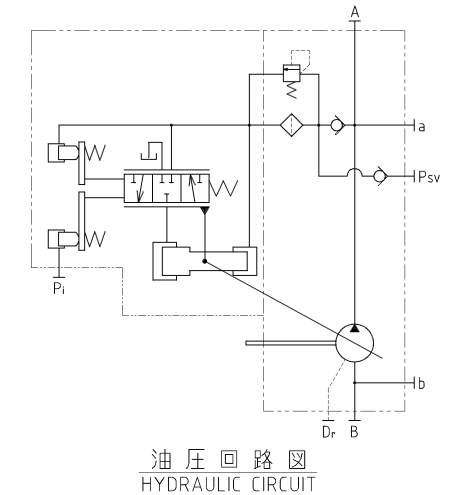 A
a
Psv
Pi
b
Dr B
油圧回路図
HYDRAULIC CIRCUIT